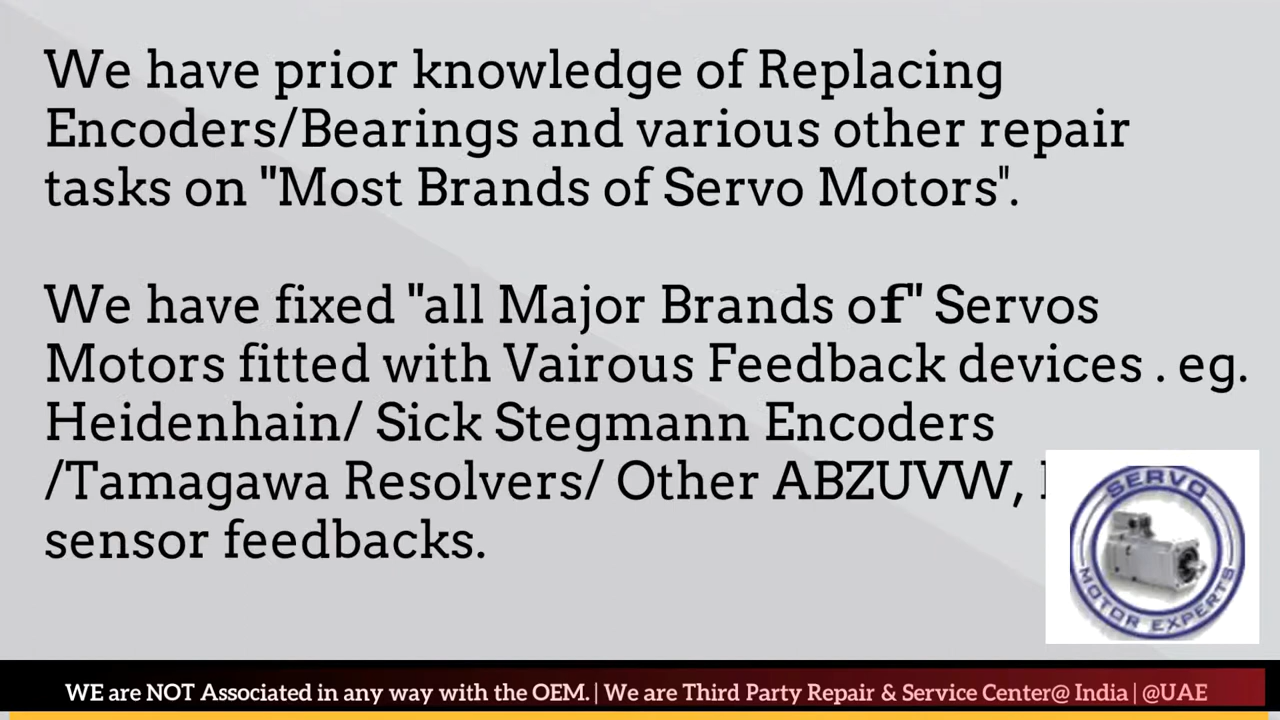 We have prior knowledge of Replacing
Encoders/Bearings and various other repair
tasks on "Most Brands of Servo Motors".
We have fixed "all Major Brands of" Servos
Motors fitted with Vairous Feedback devices . eg.
Heidenhain/ Sick Stegmann Encoders
/Tamagawa Resolvers/ Other ABZUVW,
sensor feedbacks.
SERVO
MOTOR EXPERTS
WE are NOT Associated in any way with the OEM. | We are Third Party Repair & Service Center@ India | @UAE